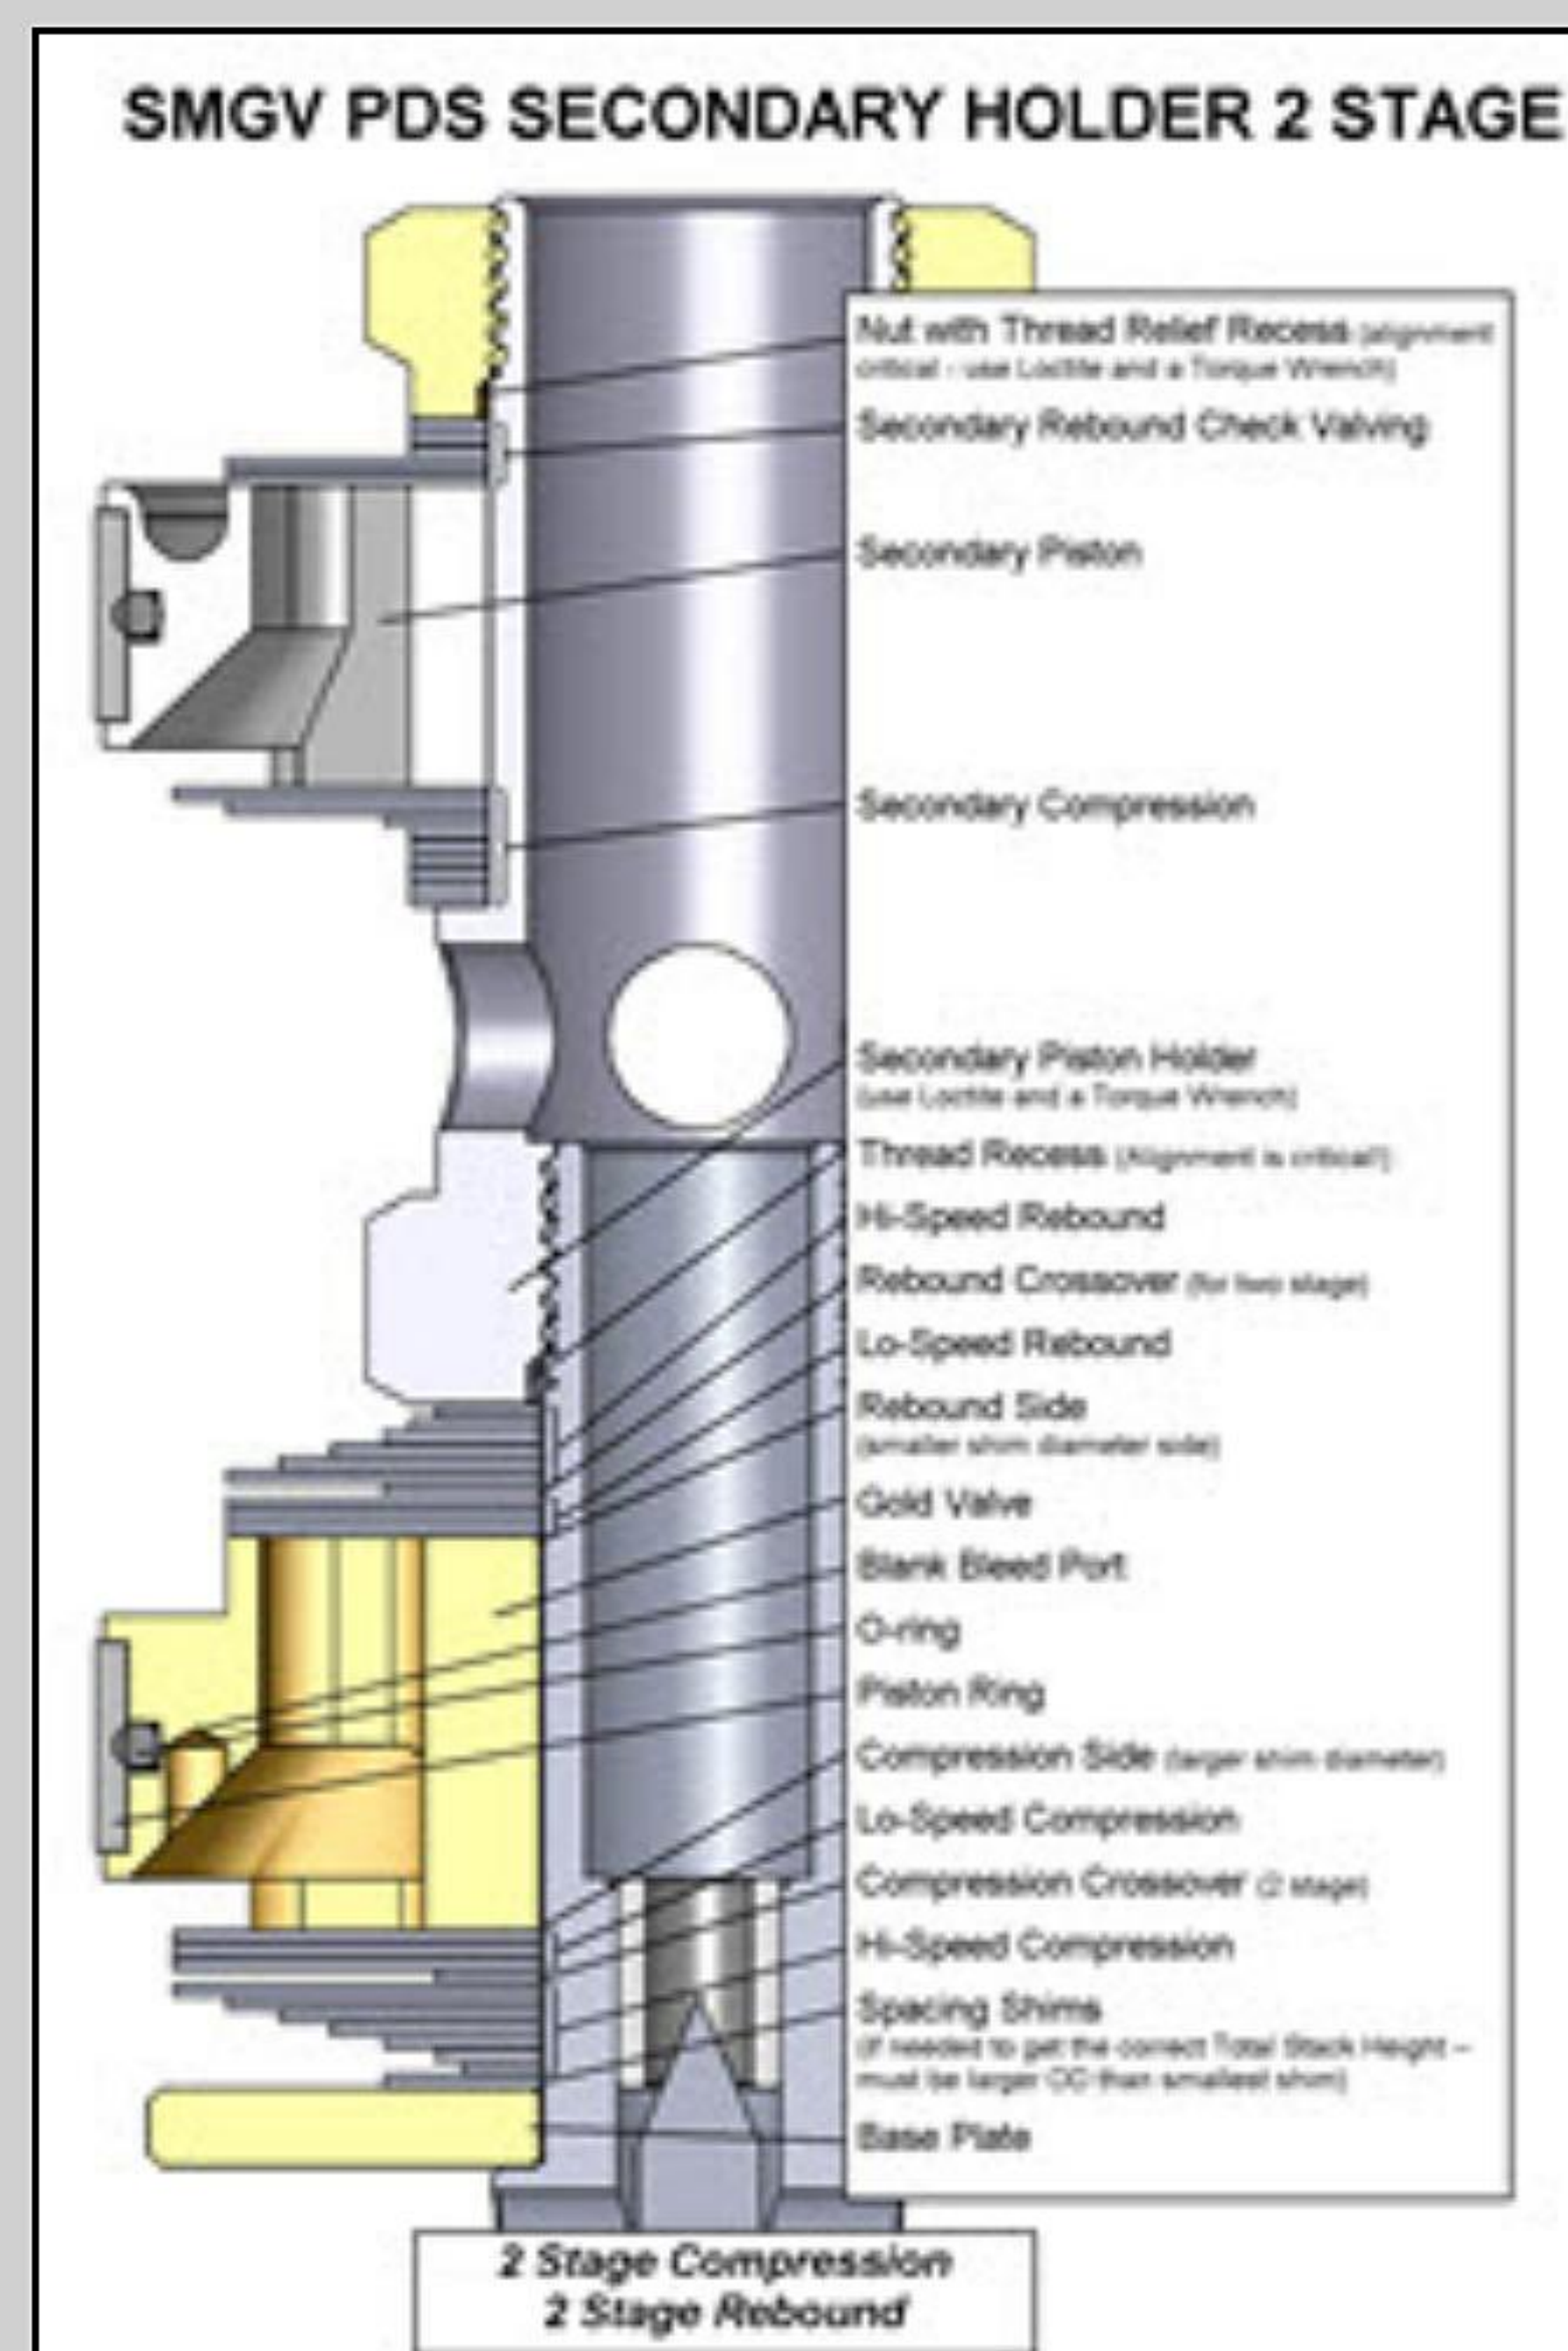 SMGV PDS SECONDARY HOLDER 2 STAGE
Nut with Thread Relief Recess (alignment
critical - use Loctite and a Torque Wrench)
Secondary Rebound Check Valving
Secondary Piston
Secondary Compression
Secondary Piston Holder
(use Loctite and a Torque Wrench)
Thread Recess (Alignment is critical!)
Hi-Speed Rebound
Rebound Crossover (for two stage)
Lo-Speed Rebound
Rebound Side
(smaller shim diameter side)
Gold Valve
Blank Bleed Port
O-ring
Piston Ring
Compression Side (larger shim diameter)
Lo-Speed Compression
Compression Crossover (2 stage)
Hi-Speed Compression
Spacing Shims
(if needed to get the correct Total Stack Height –
must be larger OD than smallest shim)
Base Plate
2 Stage Compression
2 Stage Rebound